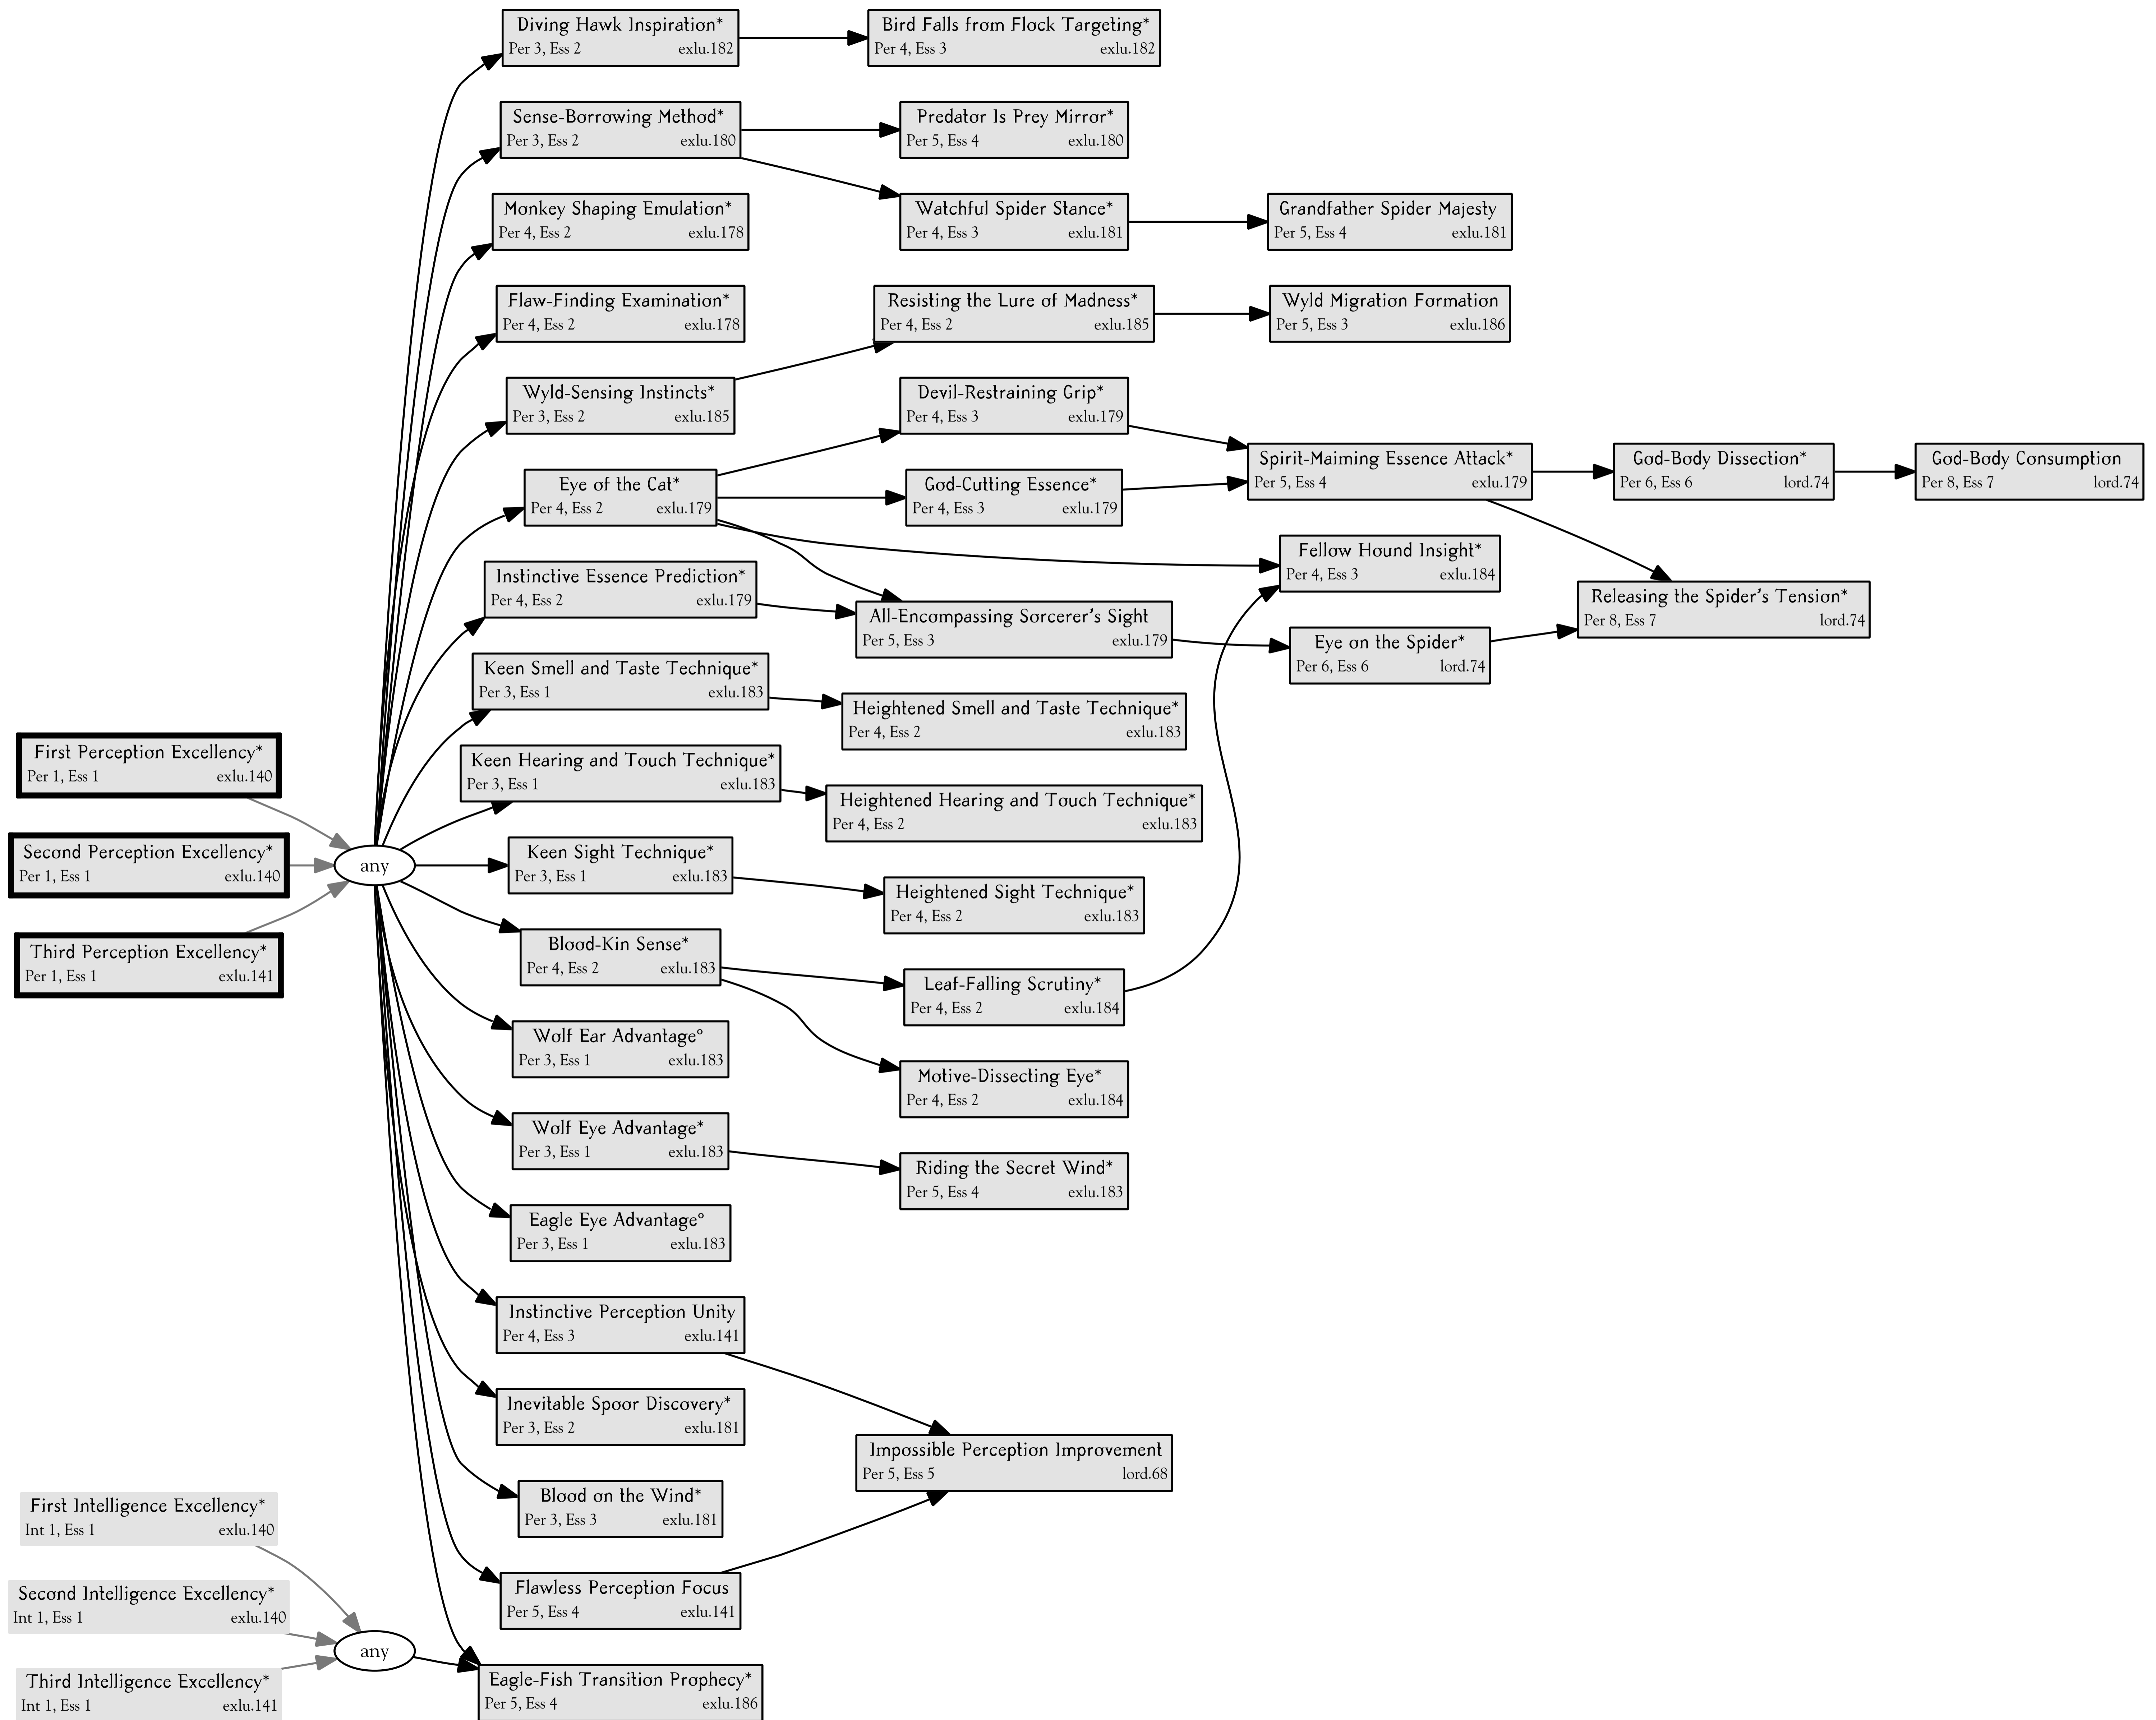 Diving Hawk Inspiration*
Per 3, Ess 2 exlu.182
Bird Falls from Flock Targeting*
Per 4, Ess 3 exlu.182
Sense-Borrowing Method*
Per 3, Ess 2 exlu.180
Predator Is Prey Mirror*
Per 5, Ess 4 exlu.180
Monkey Shaping Emulation*
Per 4, Ess 2 exlu.178
Watchful Spider Stance*
Per 4, Ess 3 exlu.181
Grandfather Spider Majesty
Per 5, Ess 4 exlu.181
Flaw-Finding Examination*
Per 4, Ess 2 exlu.178
Resisting the Lure of Madness*
Per 4, Ess 2 exlu.185
Wyld Migration Formation
Per 5, Ess 3 exlu.186
Wyld-Sensing Instincts*
Per 3, Ess 2 exlu.185
Devil-Restraining Grip*
Per 4, Ess 3 exlu.179
Spirit-Maiming Essence Attack*
Per 5, Ess 4 exlu.179
God-Body Dissection*
Per 6, Ess 6 lord.74
God-Body Consumption
Per 8, Ess 7 lord.74
Eye of the Cat*
Per 4, Ess 2 exlu.179
God-Cutting Essence*
Per 4, Ess 3 exlu.179
Fellow Hound Insight*
Per 4, Ess 3 exlu.184
Instinctive Essence Prediction*
Per 4, Ess 2 exlu.179
All-Encompassing Sorcerer's Sight
Per 5, Ess 3 exlu.179
Releasing the Spider's Tension*
Per 8, Ess 7 lord.74
Eye on the Spider*
Per 6, Ess 6 lord.74
Keen Smell and Taste Technique*
Per 3, Ess 1 exlu.183
Heightened Smell and Taste Technique*
Per 4, Ess 2 exlu.183
First Perception Excellency*
Per 1, Ess 1 exlu.140
Keen Hearing and Touch Technique*
Per 3, Ess 1 exlu.183
Heightened Hearing and Touch Technique*
Per 4, Ess 2 exlu.183
Second Perception Excellency*
Per 1, Ess 1 exlu.140
any
Keen Sight Technique*
Per 3, Ess 1 exlu.183
Heightened Sight Technique*
Per 4, Ess 2 exlu.183
Third Perception Excellency*
Per 1, Ess 1 exlu.141
Blood-Kin Sense*
Per 4, Ess 2 exlu.183
Leaf-Falling Scrutiny*
Per 4, Ess 2 exlu.184
Wolf Ear Advantage°
Per 3, Ess 1 exlu.183
Motive-Dissecting Eye*
Per 4, Ess 2 exlu.184
Wolf Eye Advantage*
Per 3, Ess 1 exlu.183
Riding the Secret Wind*
Per 5, Ess 4 exlu.183
Eagle Eye Advantage°
Per 3, Ess 1 exlu.183
Instinctive Perception Unity
Per 4, Ess 3 exlu.141
Inevitable Spoor Discovery*
Per 3, Ess 2 exlu.181
Impossible Perception Improvement
Per 5, Ess 5 lord.68
Blood on the Wind*
Per 3, Ess 3 exlu.181
First Intelligence Excellency*
Int 1, Ess 1 exlu.140
Flawless Perception Focus
Per 5, Ess 4 exlu.141
Second Intelligence Excellency*
Int 1, Ess 1 exlu.140
any
Third Intelligence Excellency*
Int 1, Ess 1 exlu.141
Eagle-Fish Transition Prophecy*
Per 5, Ess 4 exlu.186